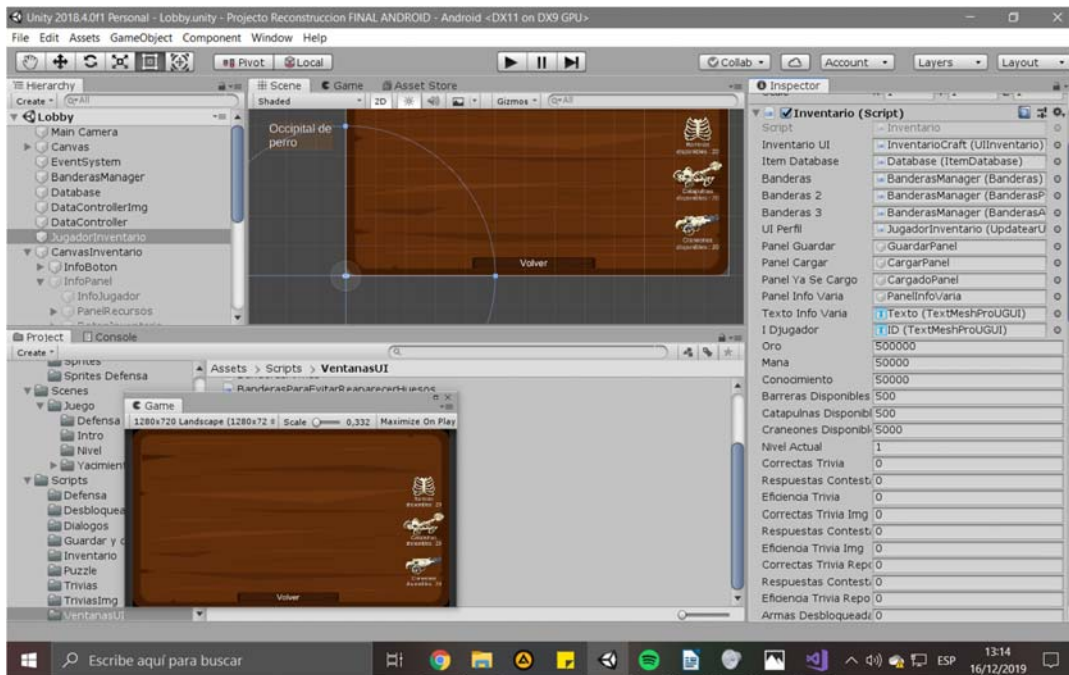 Unity 2018.4.0f1 Personal - Lobby.unity - Projecto Reconstruccion FINAL ANDROID - Android <DX11 on DX9 GPU>
File Edit Assets GameObject Component Window Help
Pivot Local Collab Account Layers Layout
Hierarchy
Create All
Lobby
Main Camera
Canvas
EventSystem
BanderasManager
Database
DataControllerImg
DataController
JugadorInventario
CanvasInventario
InfoBoton
InfoPanel
InfoJugador
PanelRecursos
Scene Game Asset Store
Shaded 2D Gizmos All
Occipital de
perro
Volver
Inspector
Inventario (Script)
Script Inventario
Inventario UI InventarioCraft (UIInventario)
Item Database Database (ItemDatabase)
Banderas BanderasManager (Banderas)
Banderas 2 BanderasManager (BanderasP
Banderas 3 BanderasManager (BanderasA
UI Perfil JugadorInventario (UpdatearU
Panel Guardar GuardarPanel
Panel Cargar CargarPanel
Panel Ya Se Cargo CargadoPanel
Panel Info Varia PanelInfoVaria
Texto Info Varia Texto (TextMeshProUGUI)
I Djugador ID (TextMeshProUGUI)
Oro 500000
Mana 50000
Conocimiento 50000
Barreras Disponibles 500
Catapulnas Disponibl 500
Craneones Disponibl 5000
Nivel Actual 1
Correctas Trivia 0
Respuestas Contest 0
Eficiencia Trivia 0
Correctas Trivia Img 0
Respuestas Contest 0
Eficiencia Trivia Img 0
Correctas Trivia Repo 0
Respuestas Contest 0
Eficiencia Trivia Repo 0
Armas Desbloqueada 0
Project Console
Create
Sprites
Sprites Defensa
Scenes
Juego
Defensa
Intro
Nivel
Yacimien
Scripts
Defensa
Desbloquea
Dialogos
Guardar y c
Inventario
Puzzle
Trivias
TriviasImg
VentanasUI
Assets > Scripts > VentanasUI
BanderasParaEvitarReaparecerHuesos
Game
1280x720 Landscape (1280x72 Scale 0,332 Maximize On Play
Volver
Escribe aquí para buscar
ESP
13:14
16/12/2019